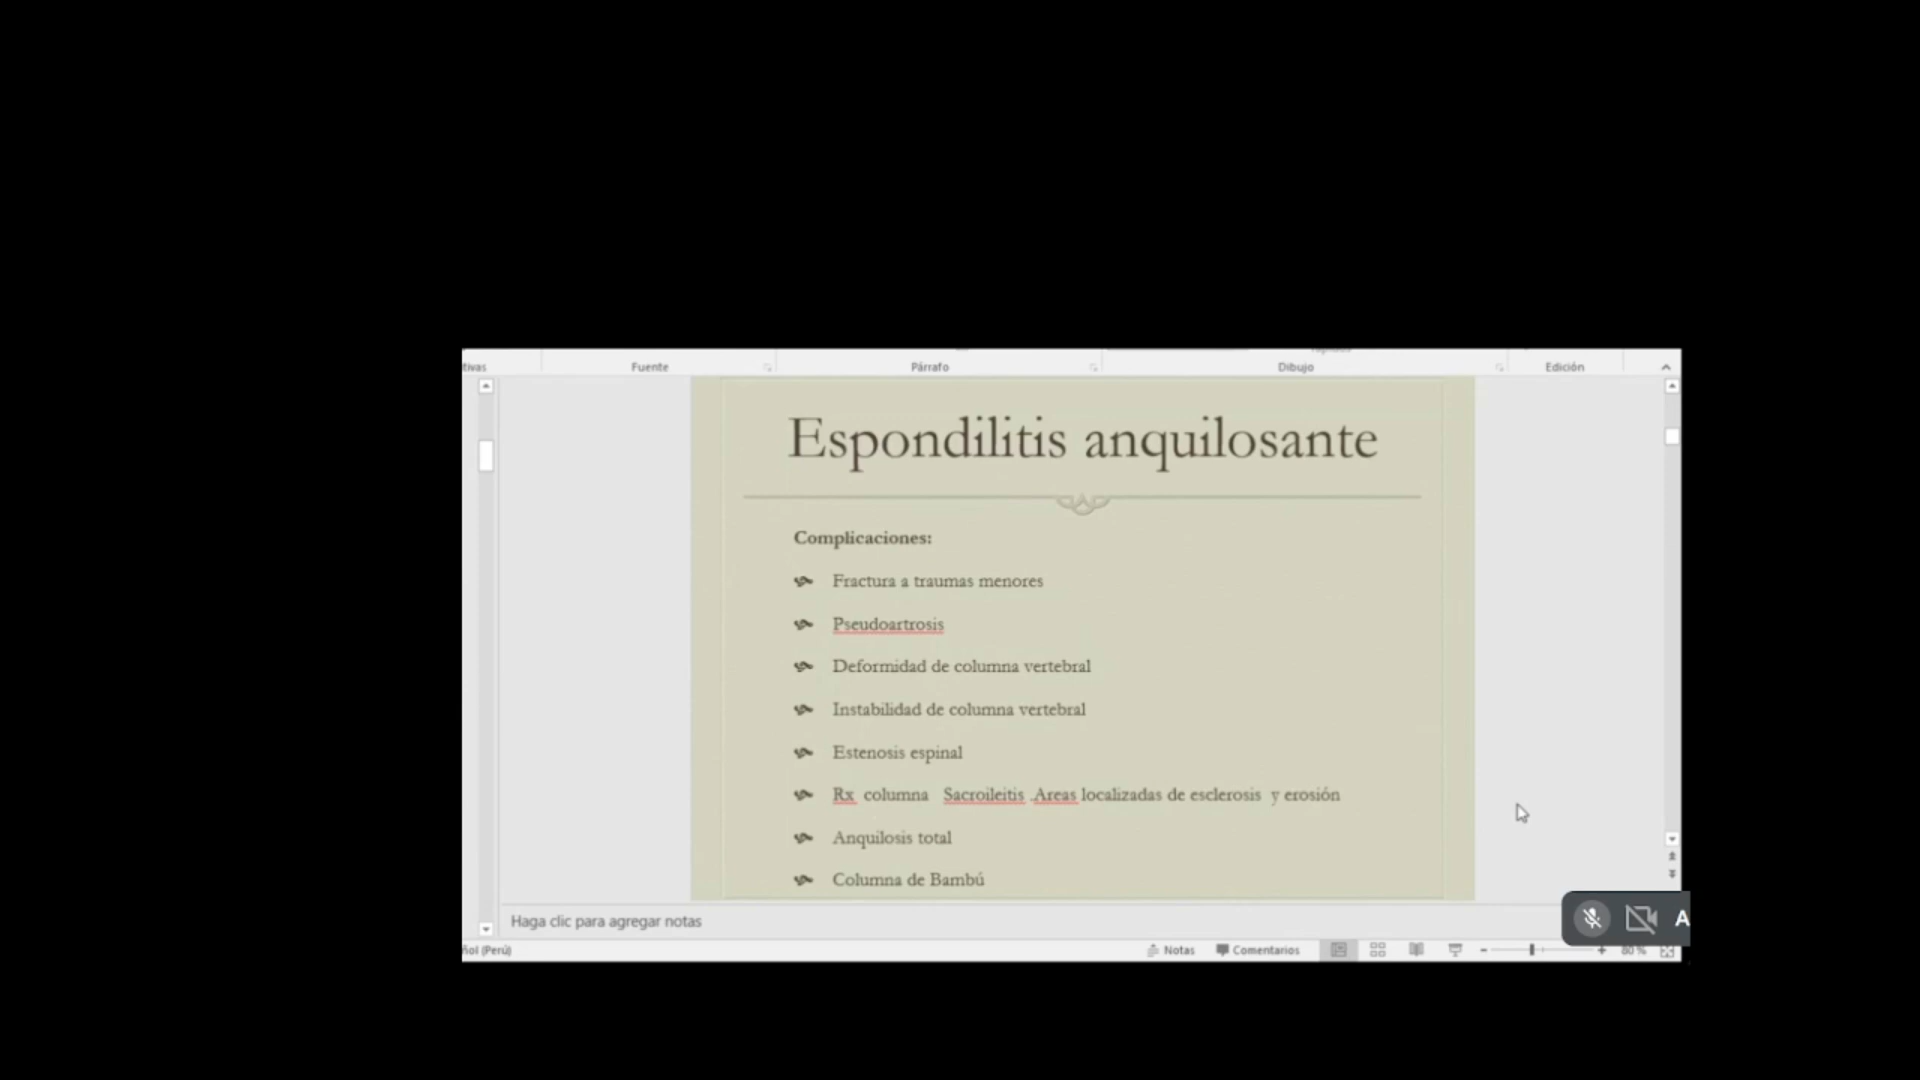 tivas Fuente Párrafo Dibujo Edición
Espondilitis anquilosante
Complicaciones:
Fractura a traumas menores
Pseudoartrosis
Deformidad de columna vertebral
Instabilidad de columna vertebral
Estenosis espinal
Rx columna Sacroileitis .Areas localizadas de esclerosis y erosión
Anquilosis total
Columna de Bambú
Haga clic para agregar notas
A
ñol (Perú) Notas Comentarios 80 %